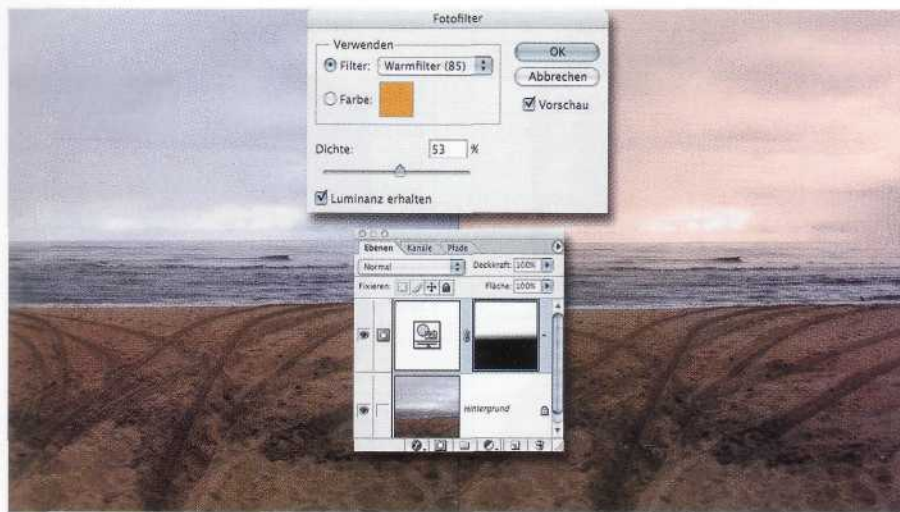 Fotofilter
Verwenden
Filter: Warmfilter (85)
Farbe:
OK
Abbrechen
Vorschau
Dichte: 53 %
Luminanz erhalten
Ebenen Kanäle Pfade
Normal Deckkraft: 100%
Fixieren: Fläche: 100%
Hintergrund